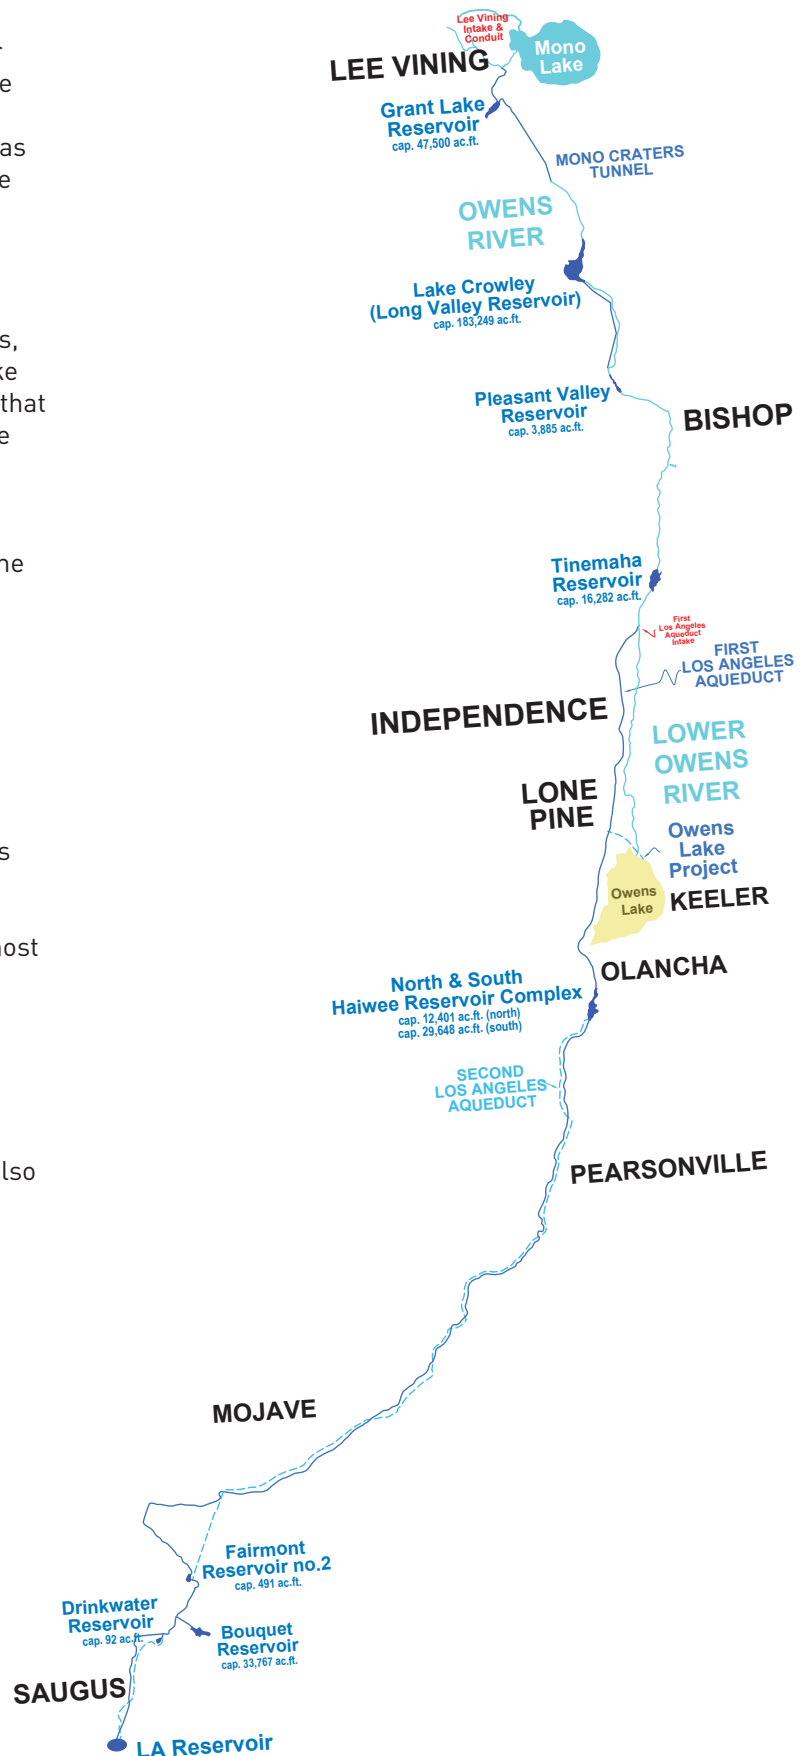 Lee Vining
Intake &
Conduit
Mono
Lake
LEE VINING
e
Grant Lake
Reservoir
cap. 47,500 ac.ft.
as
e
MONO CRATERS
TUNNEL
OWENS
RIVER
Lake Crowley
(Long Valley Reservoir)
cap. 183,249 ac.ft.
s,
ke
that
e
Pleasant Valley
Reservoir
cap. 3,885 ac.ft.
BISHOP
ne
Tinemaha
Reservoir
cap. 16,282 ac.ft.
First
Los Angeles
Aqueduct
Intake
FIRST
LOS ANGELES
AQUEDUCT
INDEPENDENCE
LOWER
OWENS
RIVER
LONE
PINE
Owens
Lake
Project
s
Owens
Lake
KEELER
nost
OLANCHA
North & South
Haiwee Reservoir Complex
cap. 12,401 ac.ft. (north)
cap. 29,648 ac.ft. (south)
SECOND
LOS ANGELES
AQUEDUCT
lso
PEARSONVILLE
MOJAVE
Fairmont
Reservoir no.2
cap. 491 ac.ft.
Drinkwater
Reservoir
cap. 92 ac.ft.
Bouquet
Reservoir
cap. 33,767 ac.ft.
SAUGUS
LA Reservoir